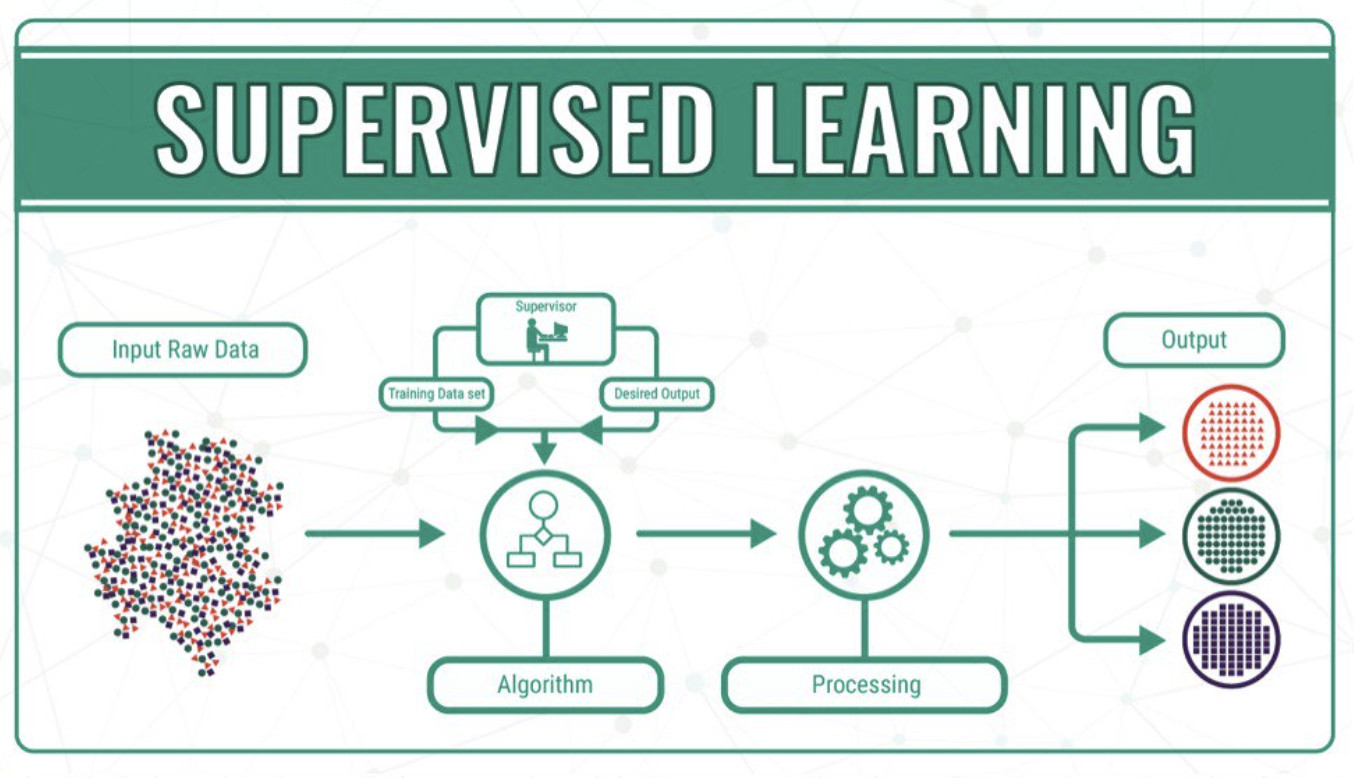 SUPERVISED LEARNING
Supervisor
Input Raw Data
Output
Training Data set
Desired Output
Algorithm
Processing